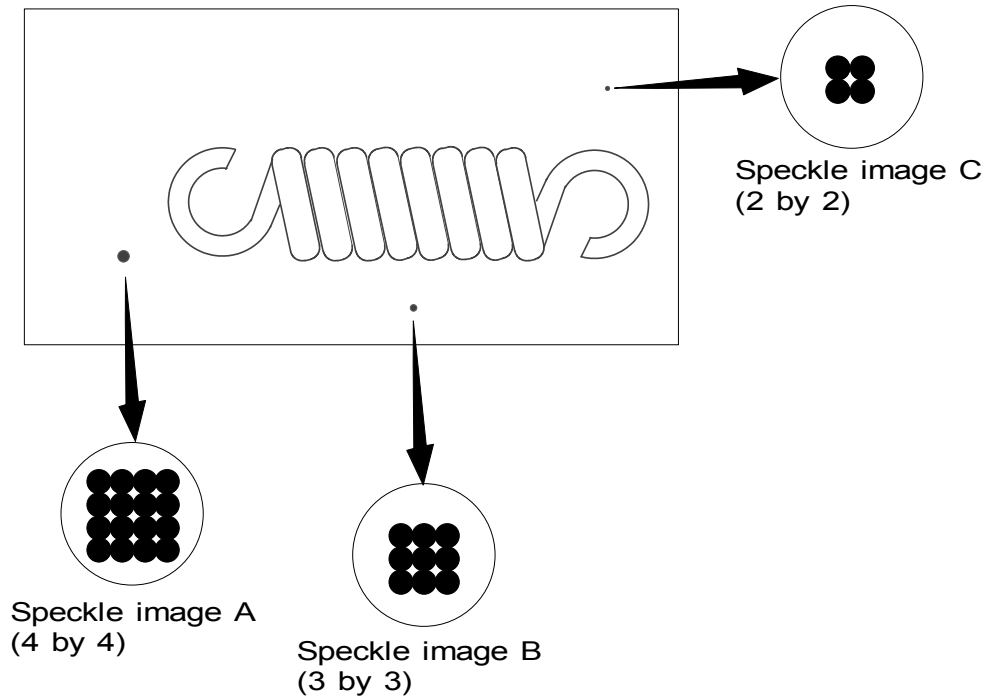 Speckle image C
(2 by 2)
Speckle image A
(4 by 4)
Speckle image B
(3 by 3)